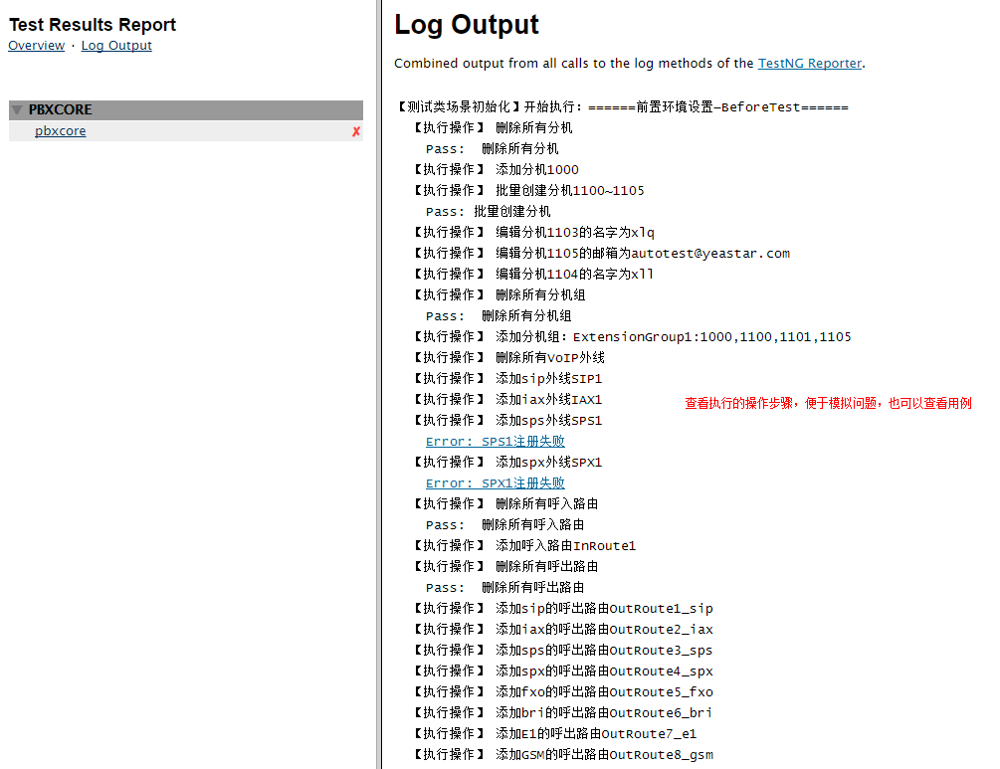 Test Results Report
Overview · Log Output
PBXCORE
pbxcore ✗
Log Output
Combined output from all calls to the log methods of the TestNG Reporter.
【测试类场景初始化】开始执行：======前置环境设置—BeforeTest======
【执行操作】 删除所有分机
Pass: 删除所有分机
【执行操作】 添加分机1000
【执行操作】 批量创建分机1100~1105
Pass: 批量创建分机
【执行操作】 编辑分机1103的名字为xlq
【执行操作】 编辑分机1105的邮箱为autotest@yeastar.com
【执行操作】 编辑分机1104的名字为xll
【执行操作】 删除所有分机组
Pass: 删除所有分机组
【执行操作】 添加分机组：ExtensionGroup1:1000,1100,1101,1105
【执行操作】 删除所有VoIP外线
【执行操作】 添加sip外线SIP1
【执行操作】 添加iax外线IAX1
查看执行的操作步骤，便于模拟问题，也可以查看用例
【执行操作】 添加sps外线SPS1
Error: SPS1注册失败
【执行操作】 添加spx外线SPX1
Error: SPX1注册失败
【执行操作】 删除所有呼入路由
Pass: 删除所有呼入路由
【执行操作】 添加呼入路由InRoute1
【执行操作】 删除所有呼出路由
Pass: 删除所有呼出路由
【执行操作】 添加sip的呼出路由OutRoute1_sip
【执行操作】 添加iax的呼出路由OutRoute2_iax
【执行操作】 添加sps的呼出路由OutRoute3_sps
【执行操作】 添加spx的呼出路由OutRoute4_spx
【执行操作】 添加fxo的呼出路由OutRoute5_fxo
【执行操作】 添加bri的呼出路由OutRoute6_bri
【执行操作】 添加E1的呼出路由OutRoute7_e1
【执行操作】 添加GSM的呼出路由OutRoute8_gsm